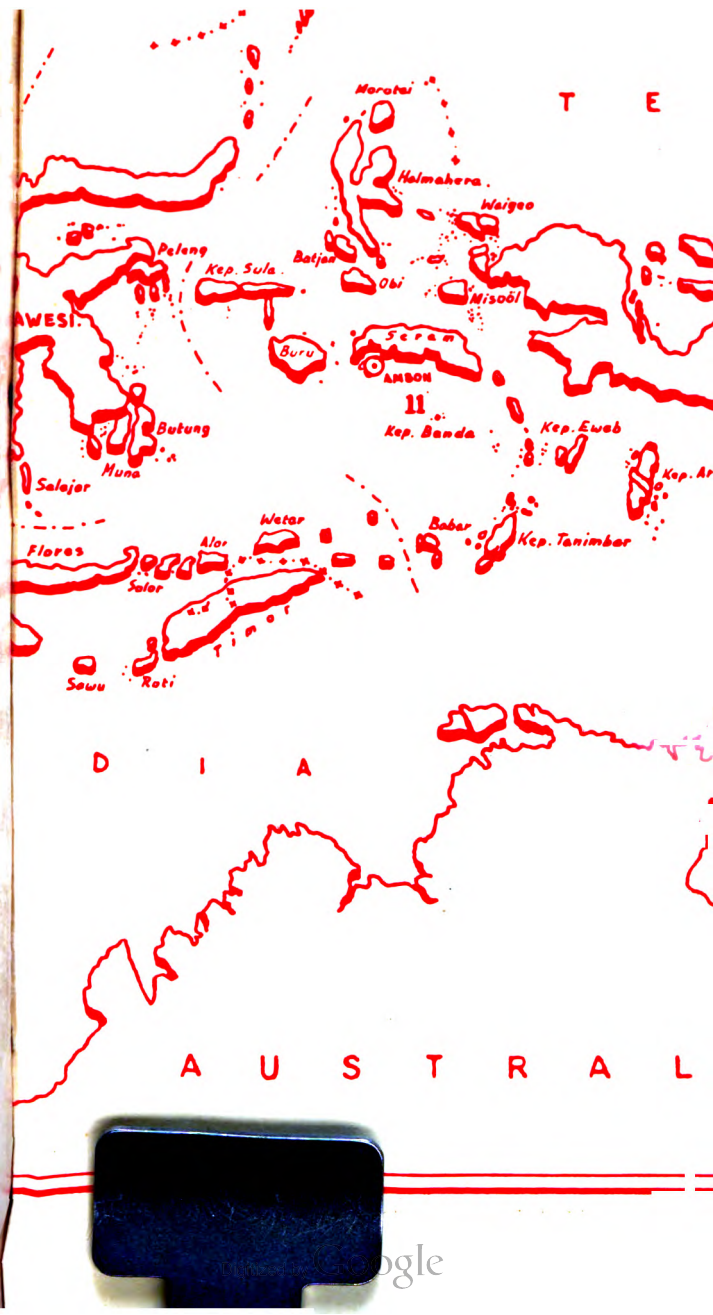 T E
Morotai
Halmahera
Waigeo
Batjan
Peleng
Kep. Sula
Obi
Misoöl
AWESI.
Buru
Seram
AMBON
11
Butung
Kep. Banda
Kep. Ewab
Muna
Kep. Ar
Salajar
Wetar
Babar
Flores
Alor
Kep. Tanimbar
Solor
Timor
Sawu
Roti
D I A
A U S T R A L
Google